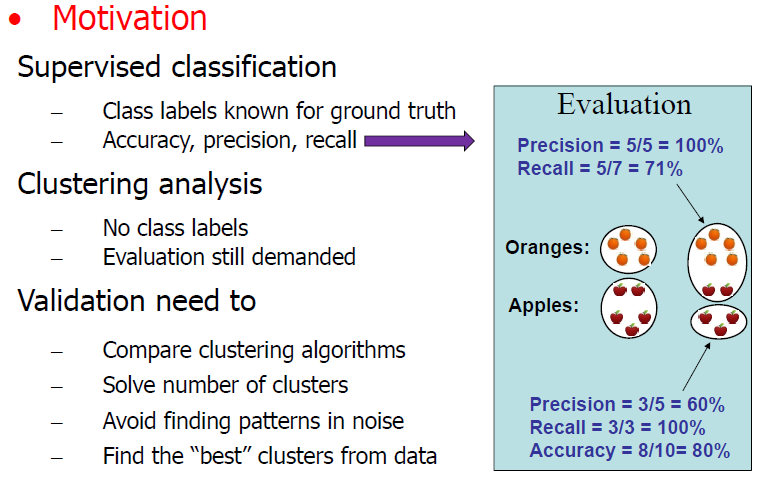 • Motivation
Supervised classification
– Class labels known for ground truth
– Accuracy, precision, recall
Clustering analysis
– No class labels
– Evaluation still demanded
Validation need to
– Compare clustering algorithms
– Solve number of clusters
– Avoid finding patterns in noise
– Find the “best” clusters from data
Evaluation
Precision = 5/5 = 100%
Recall = 5/7 = 71%
Oranges:
Apples:
Precision = 3/5 = 60%
Recall = 3/3 = 100%
Accuracy = 8/10= 80%